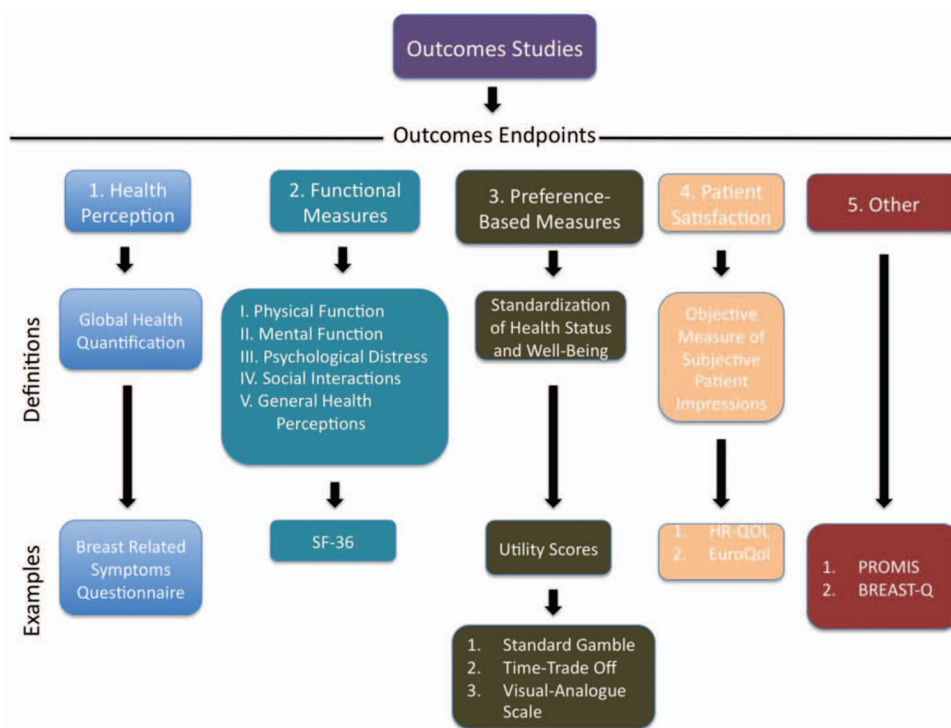 Outcomes Studies
Outcomes Endpoints
1. Health
Perception
2. Functional
Measures
3. Preference-
Based Measures
4. Patient
Satisfaction
5. Other
Definitions
Global Health
Quantification
I. Physical Function
II. Mental Function
III. Psychological Distress
IV. Social Interactions
V. General Health
Perceptions
Standardization
of Health Status
and Well-Being
Objective
Measure of
Subjective
Patient
Impressions
Examples
Breast Related
Symptoms
Questionnaire
SF-36
Utility Scores
1. HR-QOL
2. EuroQol
1. PROMIS
2. BREAST-Q
1. Standard Gamble
2. Time-Trade Off
3. Visual-Analogue
Scale